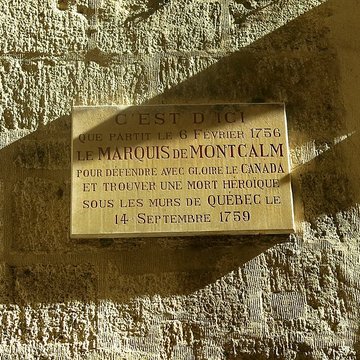 C'EST D'ICI
QUE PARTIT LE 6 FÉVRIER 1756
LE MARQUIS DE MONTCALM
POUR DÉFENDRE AVEC GLOIRE LE CANADA
ET TROUVER UNE MORT HÉROÏQUE
SOUS LES MURS DE QUÉBEC LE
14 SEPTEMBRE 1759